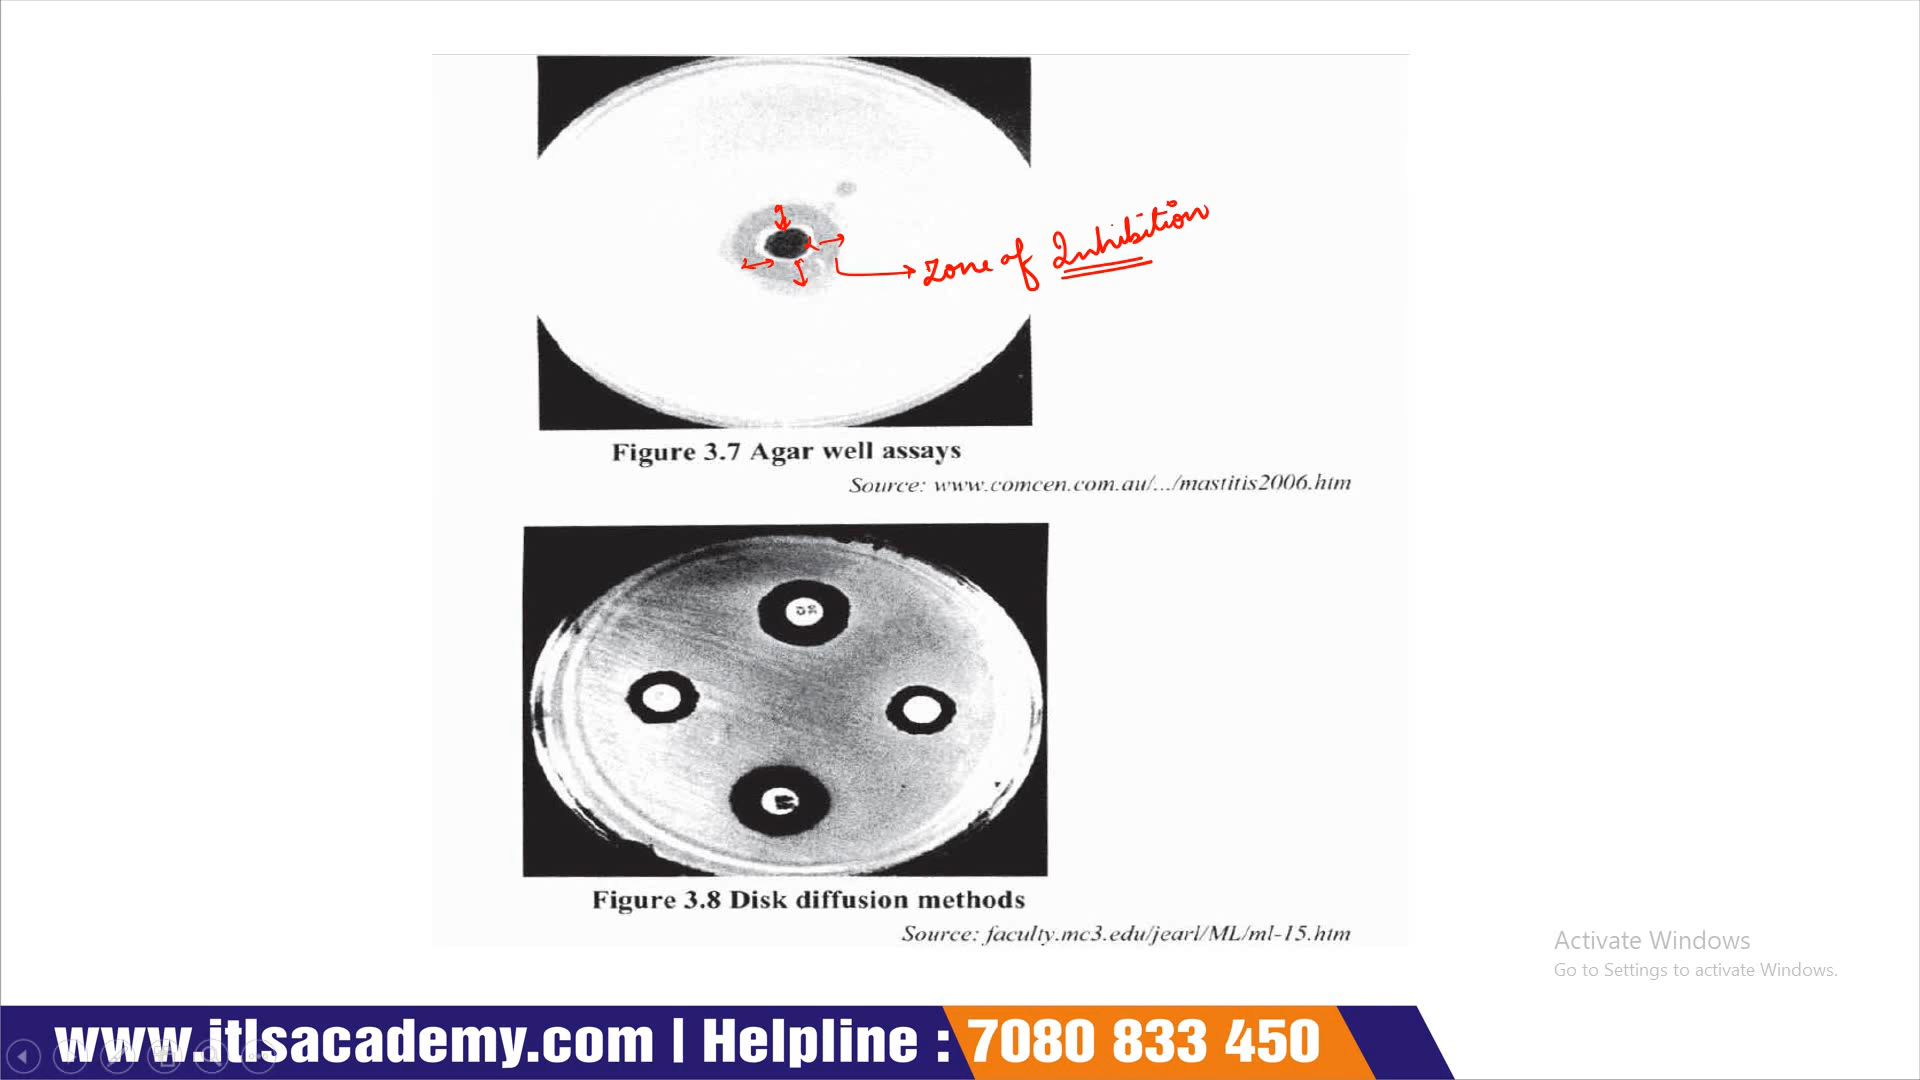 zone of Inhibition
Figure 3.7 Agar well assays
Source: www.comcen.com.au/.../mastitis2006.htm
Figure 3.8 Disk diffusion methods
Source: faculty.mc3.edu/jearl/ML/ml-15.htm
Activate Windows
Go to Settings to activate Windows.
www.itlsacademy.com | Helpline : 7080 833 450